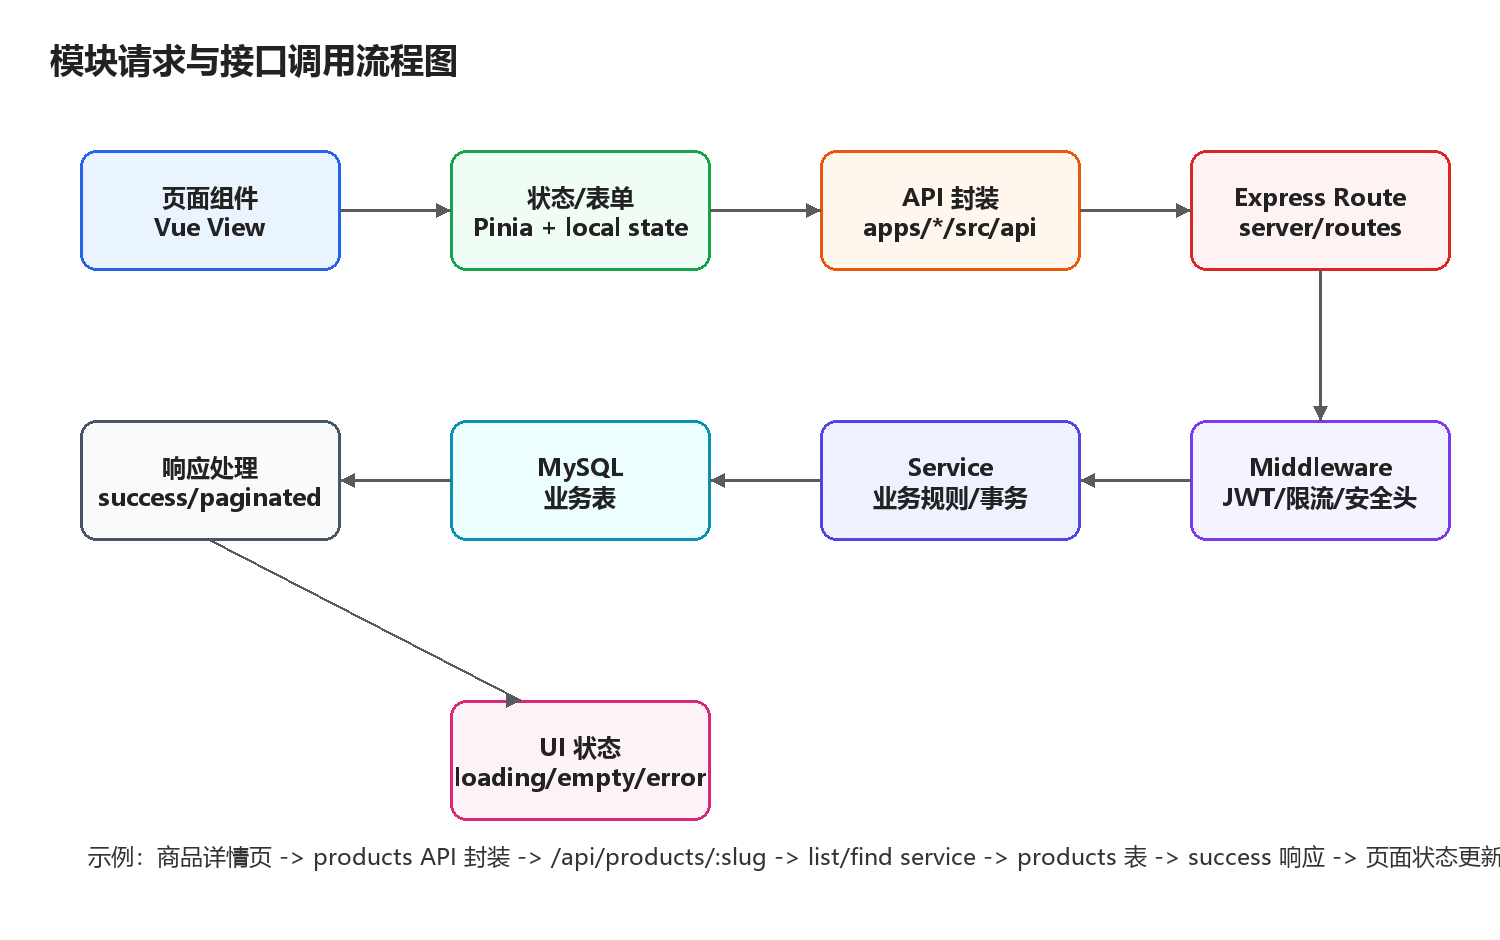 模块请求与接口调用流程图
页面组件
Vue View
状态/表单
Pinia + local state
API 封装
apps/*/src/api
Express Route
server/routes
响应处理
success/paginated
MySQL
业务表
Service
业务规则/事务
Middleware
JWT/限流/安全头
UI 状态
loading/empty/error
示例：商品详情页 -> products API 封装 -> /api/products/:slug -> list/find service -> products 表 -> success 响应 -> 页面状态更新